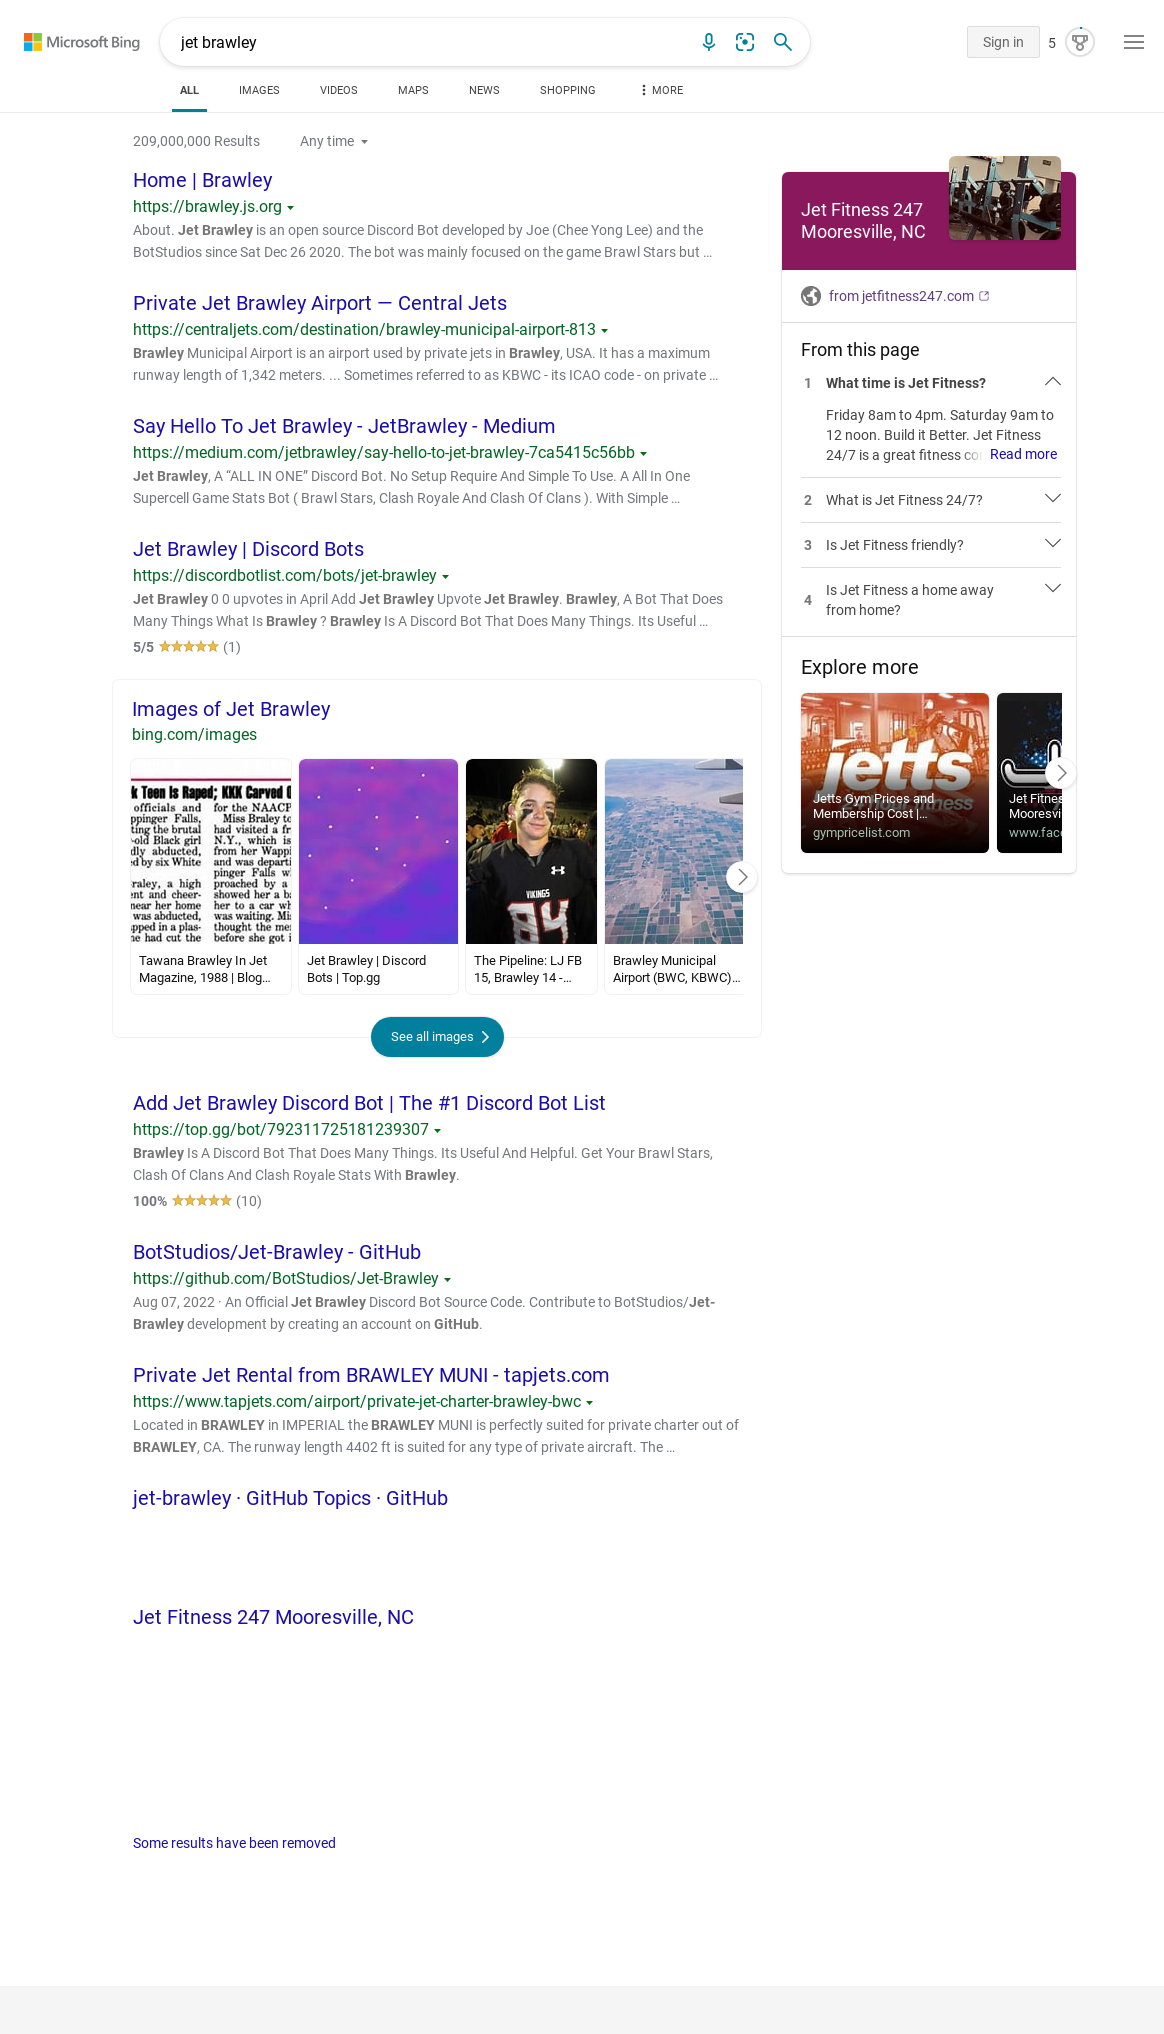 Microsoft Bing
jet brawley
Sign in
5
ALL
IMAGES
VIDEOS
MAPS
NEWS
SHOPPING
MORE
209,000,000 Results
Any time
Home | Brawley
https://brawley.js.org
About. Jet Brawley is an open source Discord Bot developed by Joe (Chee Yong Lee) and the
BotStudios since Sat Dec 26 2020. The bot was mainly focused on the game Brawl Stars but …
Private Jet Brawley Airport — Central Jets
https://centraljets.com/destination/brawley-municipal-airport-813
Brawley Municipal Airport is an airport used by private jets in Brawley, USA. It has a maximum
runway length of 1,342 meters. ... Sometimes referred to as KBWC - its ICAO code - on private …
Say Hello To Jet Brawley - JetBrawley - Medium
https://medium.com/jetbrawley/say-hello-to-jet-brawley-7ca5415c56bb
Jet Brawley, A “ALL IN ONE” Discord Bot. No Setup Require And Simple To Use. A All In One
Supercell Game Stats Bot ( Brawl Stars, Clash Royale And Clash Of Clans ). With Simple …
Jet Brawley | Discord Bots
https://discordbotlist.com/bots/jet-brawley
Jet Brawley 0 0 upvotes in April Add Jet Brawley Upvote Jet Brawley. Brawley, A Bot That Does
Many Things What Is Brawley ? Brawley Is A Discord Bot That Does Many Things. Its Useful …
5/5 (1)
Images of Jet Brawley
bing.com/images
k Teen Is Raped; KKK Carved
officials and
ppinger Falls,
ting the brutal
-old Black girl
dly abducted,
ed by six White
raley, a high
ent and cheer-
near her home
was abducted,
apped in a plas-
ne had cut the
for the NAACP
Miss Braley to
had visited a fr
N.Y., which is
from her Wappi
and was departi
pinger Falls w
proached by a
showed her a ba
her to a car wh
was waiting. Mi
thought the men
before she got i
VIKINGS
84
Tawana Brawley In Jet
Magazine, 1988 | Blog…
Jet Brawley | Discord
Bots | Top.gg
The Pipeline: LJ FB
15, Brawley 14 -…
Brawley Municipal
Airport (BWC, KBWC)…
See all images
Add Jet Brawley Discord Bot | The #1 Discord Bot List
https://top.gg/bot/792311725181239307
Brawley Is A Discord Bot That Does Many Things. Its Useful And Helpful. Get Your Brawl Stars,
Clash Of Clans And Clash Royale Stats With Brawley.
100% (10)
BotStudios/Jet-Brawley - GitHub
https://github.com/BotStudios/Jet-Brawley
Aug 07, 2022 · An Official Jet Brawley Discord Bot Source Code. Contribute to BotStudios/Jet-
Brawley development by creating an account on GitHub.
Private Jet Rental from BRAWLEY MUNI - tapjets.com
https://www.tapjets.com/airport/private-jet-charter-brawley-bwc
Located in BRAWLEY in IMPERIAL the BRAWLEY MUNI is perfectly suited for private charter out of
BRAWLEY, CA. The runway length 4402 ft is suited for any type of private aircraft. The …
jet-brawley · GitHub Topics · GitHub
Jet Fitness 247 Mooresville, NC
Some results have been removed
Jet Fitness 247
Mooresville, NC
from jetfitness247.com
From this page
1 What time is Jet Fitness?
Friday 8am to 4pm. Saturday 9am to
12 noon. Build it Better. Jet Fitness
24/7 is a great fitness co Read more
2 What is Jet Fitness 24/7?
3 Is Jet Fitness friendly?
4 Is Jet Fitness a home away
from home?
Explore more
jetts
Jetts Gym Prices and
Membership Cost |…
gympricelist.com
Jet Fitnes
Mooresvi
www.face